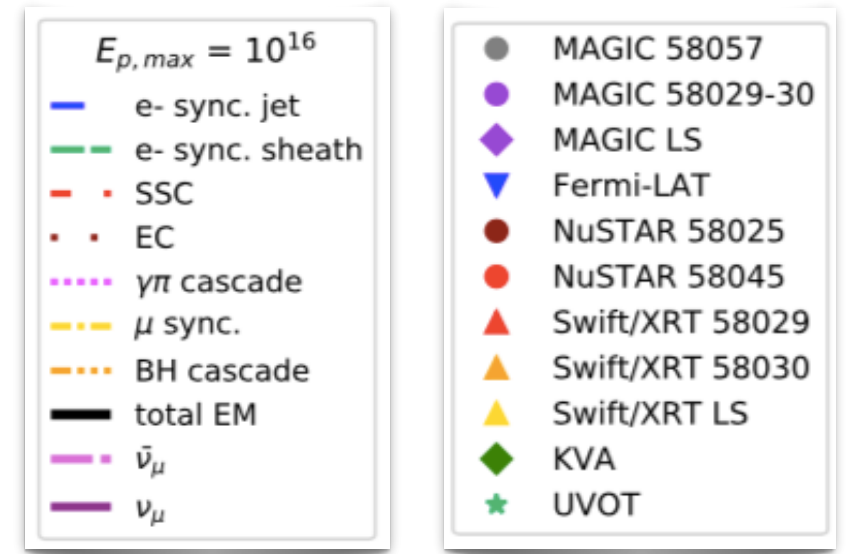 E_{p, max} = 10^{16}
e- sync. jet
e- sync. sheath
SSC
EC
γπ cascade
μ sync.
BH cascade
total EM
ν̄_μ
ν_μ
MAGIC 58057
MAGIC 58029-30
MAGIC LS
Fermi-LAT
NuSTAR 58025
NuSTAR 58045
Swift/XRT 58029
Swift/XRT 58030
Swift/XRT LS
KVA
UVOT